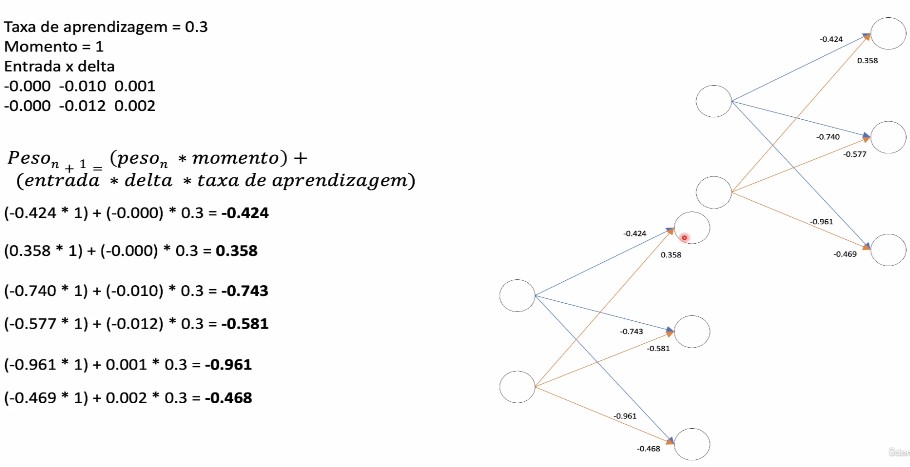 Taxa de aprendizagem = 0.3
Momento = 1
Entrada x delta
-0.000 -0.010 0.001
-0.000 -0.012 0.002
Peso n + 1 = (peso n * momento) +
(entrada * delta * taxa de aprendizagem)
(-0.424 * 1) + (-0.000) * 0.3 = -0.424
(0.358 * 1) + (-0.000) * 0.3 = 0.358
(-0.740 * 1) + (-0.010) * 0.3 = -0.743
(-0.577 * 1) + (-0.012) * 0.3 = -0.581
(-0.961 * 1) + 0.001 * 0.3 = -0.961
(-0.469 * 1) + 0.002 * 0.3 = -0.468
-0.424
0.358
-0.740
-0.577
-0.961
-0.469
-0.424
0.358
-0.743
-0.581
-0.961
-0.468